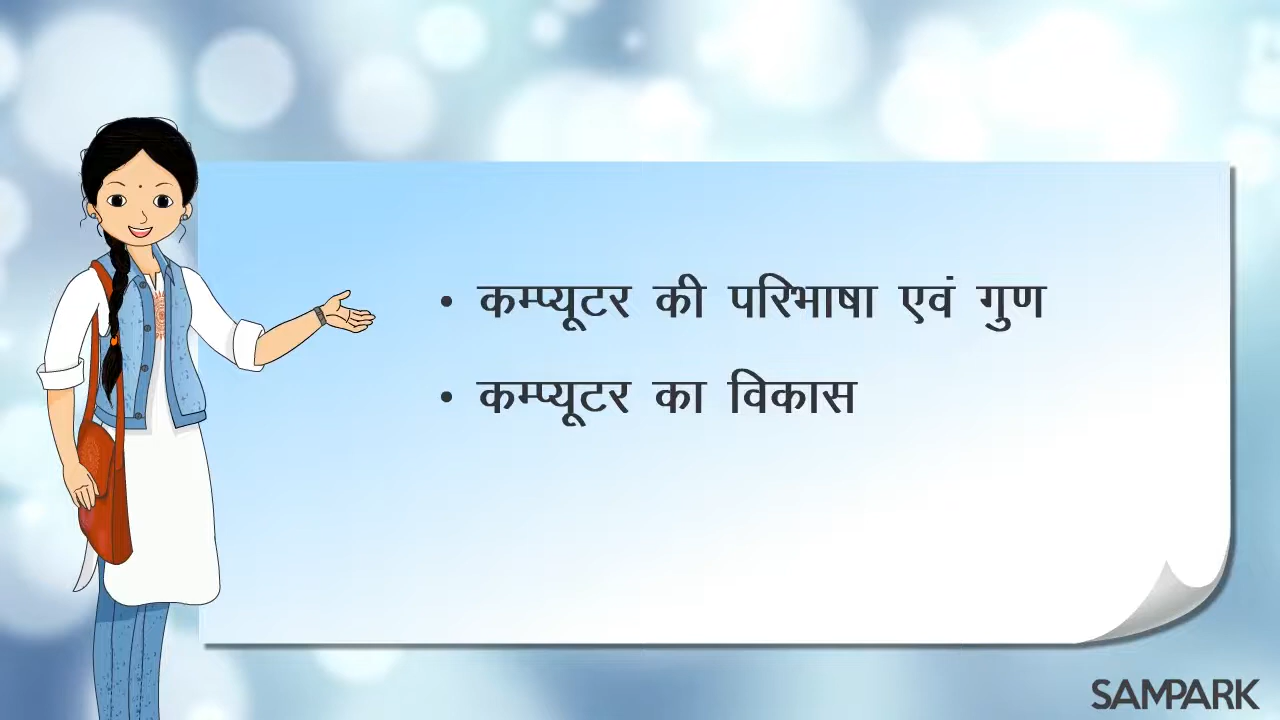 • कम्प्यूटर की परिभाषा एवं गुण
• कम्प्यूटर का विकास
SAMPARK